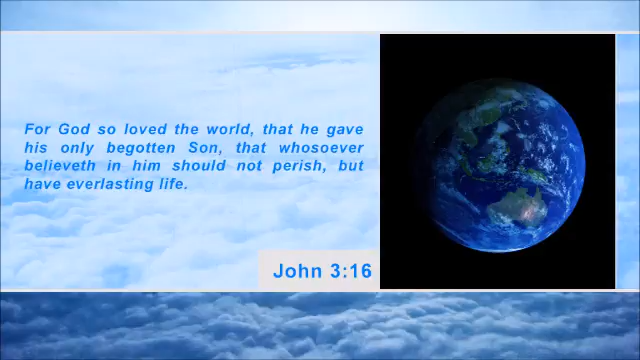 For God so loved the world, that he gave
his only begotten Son, that whosoever
believeth in him should not perish, but
have everlasting life.
John 3:16